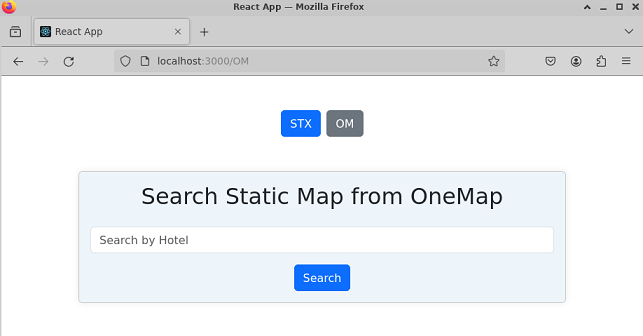 React App — Mozilla Firefox
React App
localhost:3000/OM
STX OM
Search Static Map from OneMap
Search by Hotel
Search